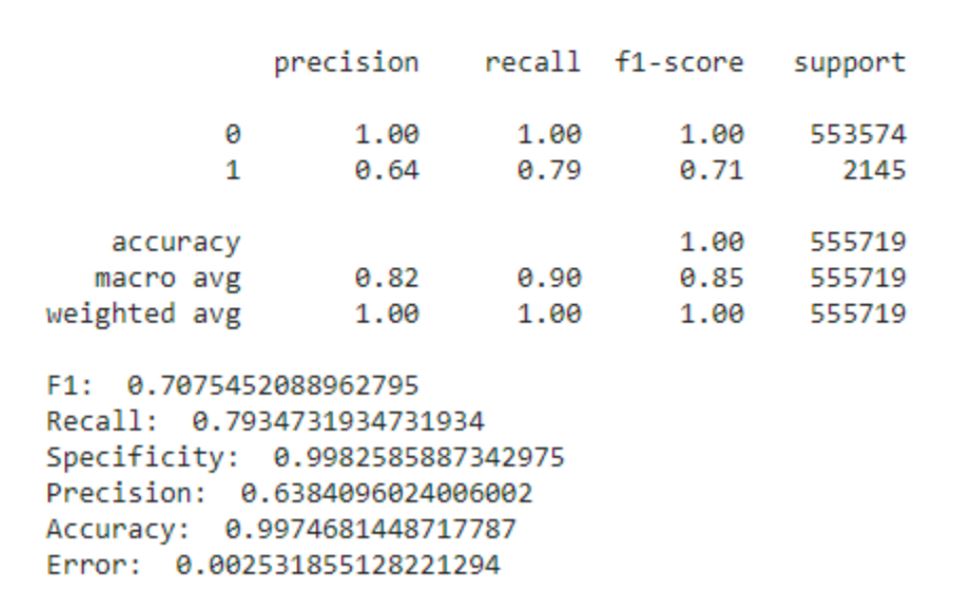 precision recall f1-score support
0 1.00 1.00 1.00 553574
1 0.64 0.79 0.71 2145
accuracy 1.00 555719
macro avg 0.82 0.90 0.85 555719
weighted avg 1.00 1.00 1.00 555719
F1: 0.7075452088962795
Recall: 0.7934731934731934
Specificity: 0.9982585887342975
Precision: 0.6384096024006002
Accuracy: 0.9974681448717787
Error: 0.002531855128221294